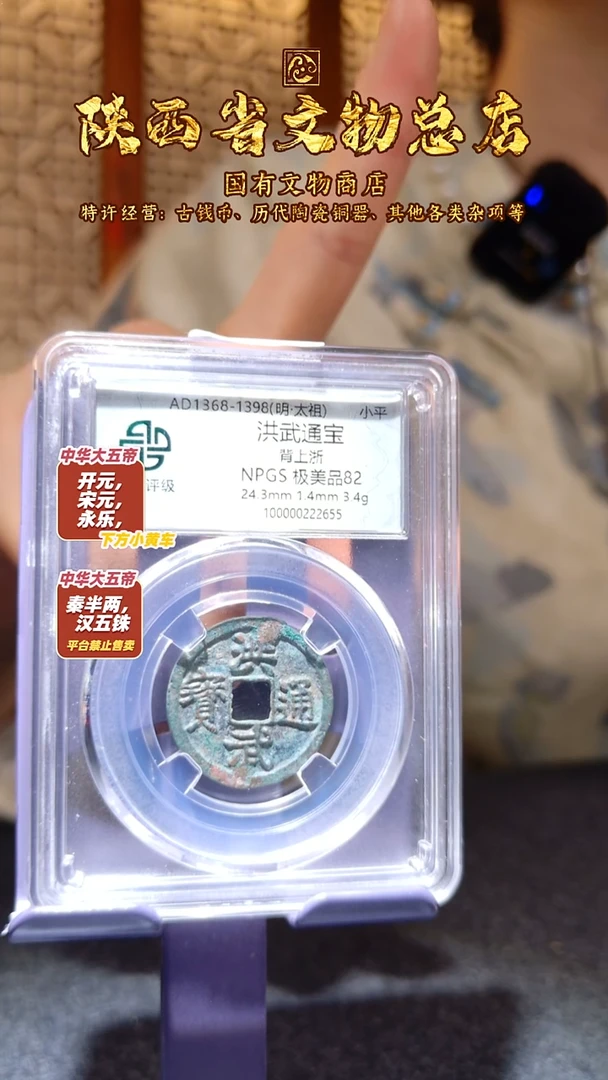 陕西省文物总店
国有文物商店
特许经营：古钱币、历代陶瓷铜器、其他各类杂项等
AD1368-1398(明·太祖) 小平
洪武通宝
背上浙
NPGS 极美品82
24.3mm 1.4mm 3.4g
100000222655
评级
中华大五帝
开元，
宋元，
永乐，
下方小黄车
中华大五帝
秦半两，
汉五铢
平台禁止售卖
洪武通寳